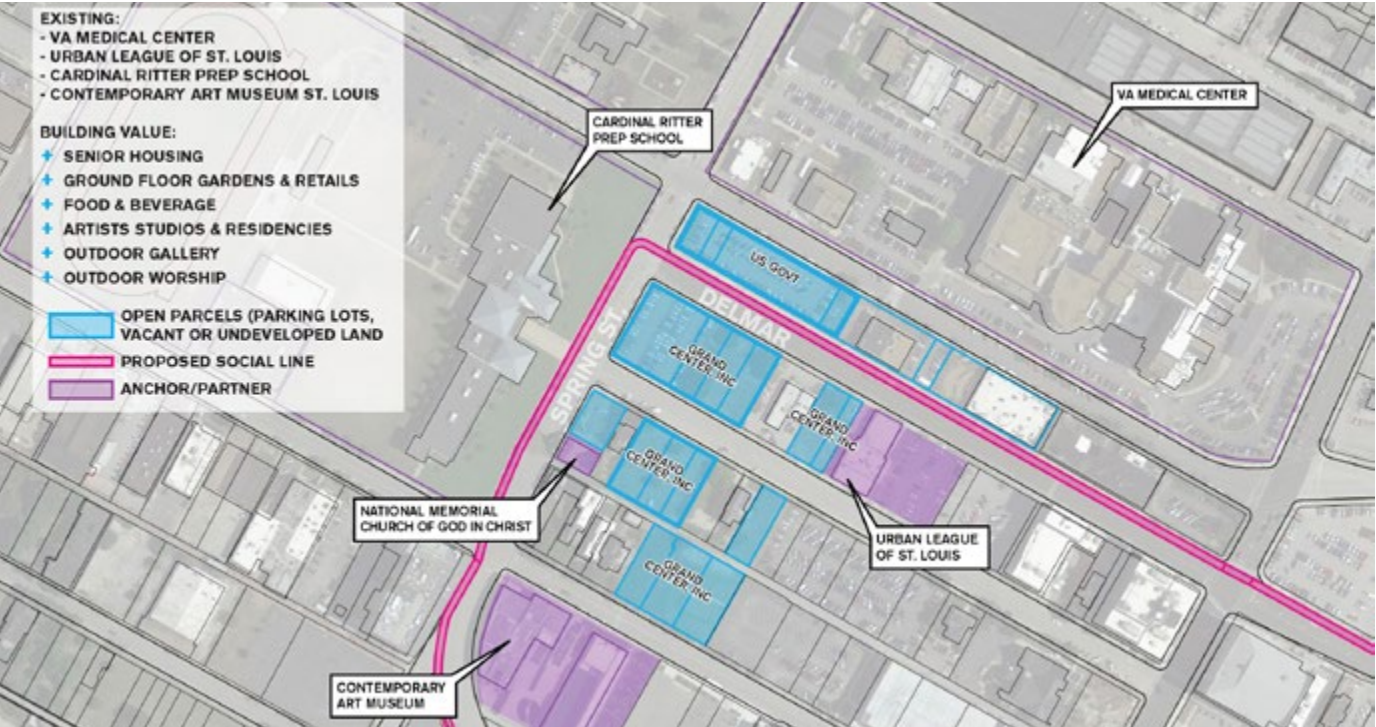 EXISTING:
- VA MEDICAL CENTER
- URBAN LEAGUE OF ST. LOUIS
- CARDINAL RITTER PREP SCHOOL
- CONTEMPORARY ART MUSEUM ST. LOUIS
BUILDING VALUE:
+ SENIOR HOUSING
+ GROUND FLOOR GARDENS & RETAILS
+ FOOD & BEVERAGE
+ ARTISTS STUDIOS & RESIDENCIES
+ OUTDOOR GALLERY
+ OUTDOOR WORSHIP
OPEN PARCELS (PARKING LOTS,
VACANT OR UNDEVELOPED LAND
PROPOSED SOCIAL LINE
ANCHOR/PARTNER
CARDINAL RITTER
PREP SCHOOL
VA MEDICAL CENTER
US GOVT
DELMAR
SPRING ST.
GRAND
CENTER, INC
GRAND
CENTER, INC
GRAND
CENTER, INC
GRAND
CENTER, INC
NATIONAL MEMORIAL
CHURCH OF GOD IN CHRIST
URBAN LEAGUE
OF ST. LOUIS
CONTEMPORARY
ART MUSEUM